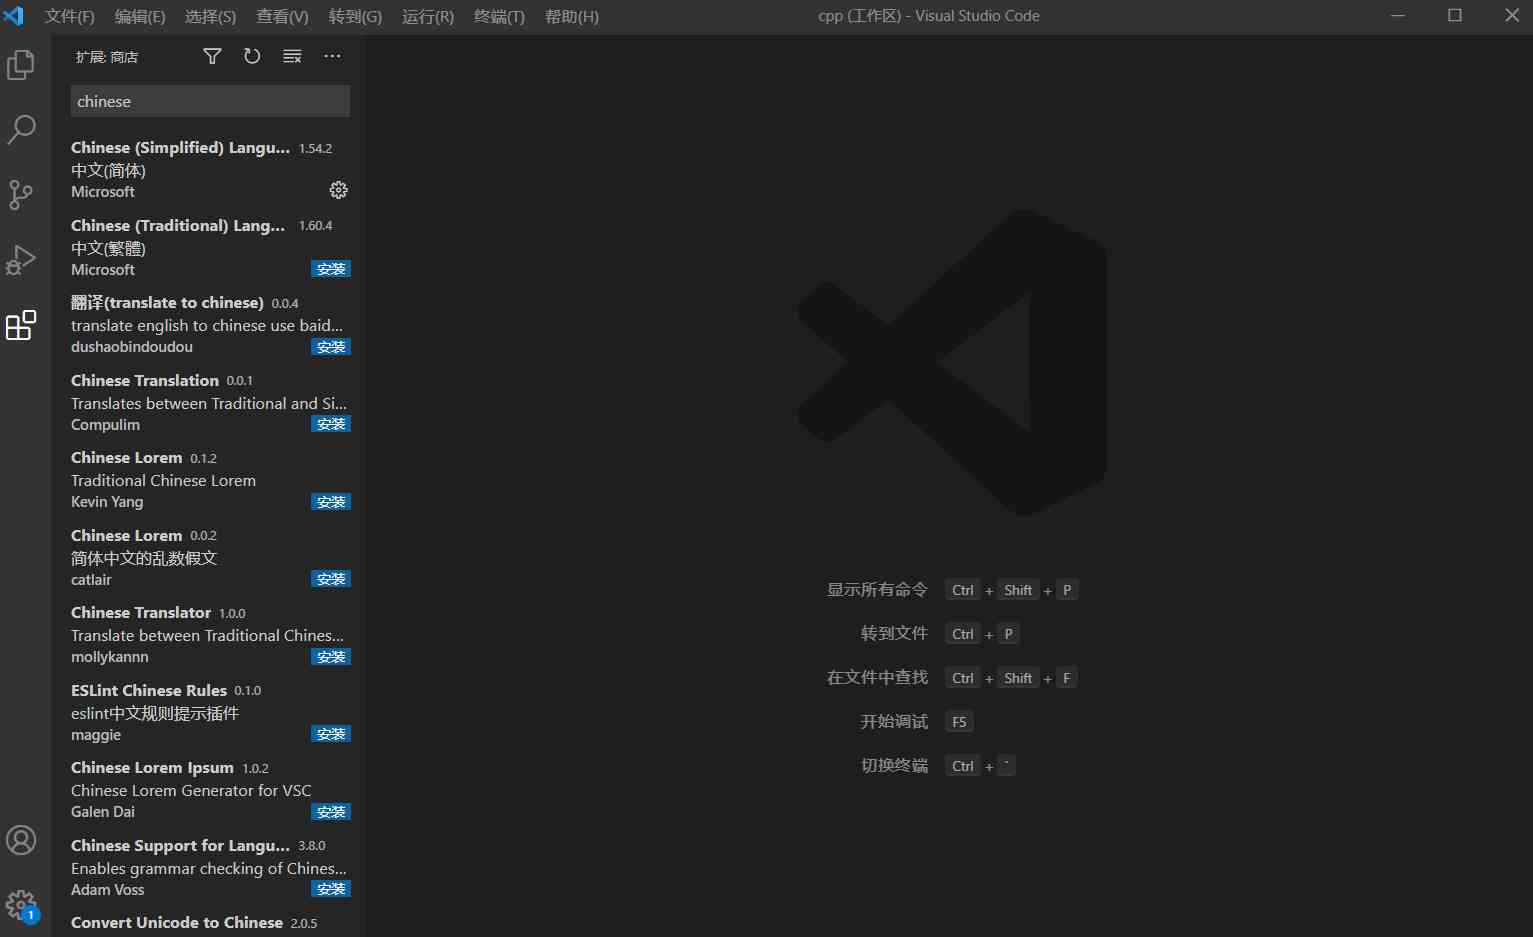 文件(F) 编辑(E) 选择(S) 查看(V) 转到(G) 运行(R) 终端(T) 帮助(H) cpp (工作区) - Visual Studio Code
扩展: 商店
chinese
Chinese (Simplified) Langu... 1.54.2
中文(简体)
Microsoft
Chinese (Traditional) Lang... 1.60.4
中文(繁體)
Microsoft 安装
翻译(translate to chinese) 0.0.4
translate english to chinese use baid...
dushaobindoudou 安装
Chinese Translation 0.0.1
Translates between Traditional and Si...
Compulim 安装
Chinese Lorem 0.1.2
Traditional Chinese Lorem
Kevin Yang 安装
Chinese Lorem 0.0.2
简体中文的乱数假文
catlair 安装
Chinese Translator 1.0.0
Translate between Traditional Chines...
mollykannn 安装
ESLint Chinese Rules 0.1.0
eslint中文规则提示插件
maggie 安装
Chinese Lorem Ipsum 1.0.2
Chinese Lorem Generator for VSC
Galen Dai 安装
Chinese Support for Langu... 3.8.0
Enables grammar checking of Chines...
Adam Voss 安装
Convert Unicode to Chinese 2.0.5
1
显示所有命令 Ctrl + Shift + P
转到文件 Ctrl + P
在文件中查找 Ctrl + Shift + F
开始调试 F5
切换终端 Ctrl + `